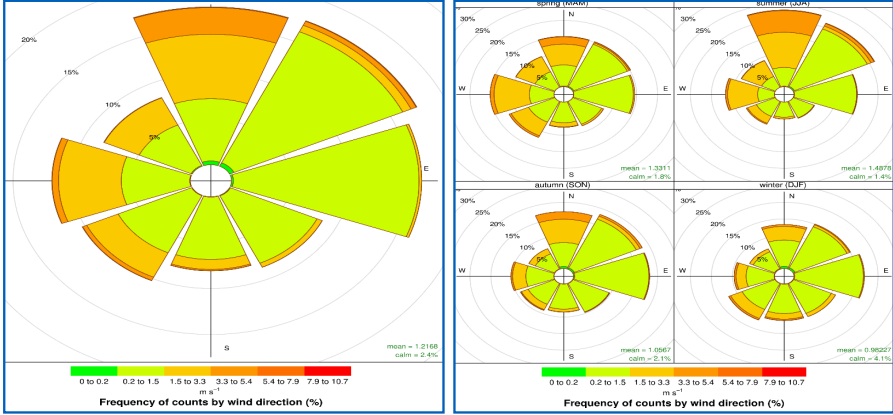 20%
15%
10%
5%
E
S
mean = 1.2168
calm = 2.4%
0 to 0.2 0.2 to 1.5 1.5 to 3.3 3.3 to 5.4 5.4 to 7.9 7.9 to 10.7
m s⁻¹
Frequency of counts by wind direction (%)
spring (MAM)
30%
25%
20%
15%
10%
5%
N
W
E
S
mean = 1.3311
calm = 1.8%
summer (JJA)
30%
25%
20%
15%
10%
5%
W
E
S
mean = 1.4878
calm = 1.4%
autumn (SON)
30%
25%
20%
15%
10%
5%
N
W
E
S
mean = 1.0567
calm = 2.1%
winter (DJF)
30%
25%
20%
15%
10%
5%
N
W
E
S
mean = 0.98227
calm = 4.1%
0 to 0.2 0.2 to 1.5 1.5 to 3.3 3.3 to 5.4 5.4 to 7.9 7.9 to 10.7
m s⁻¹
Frequency of counts by wind direction (%)